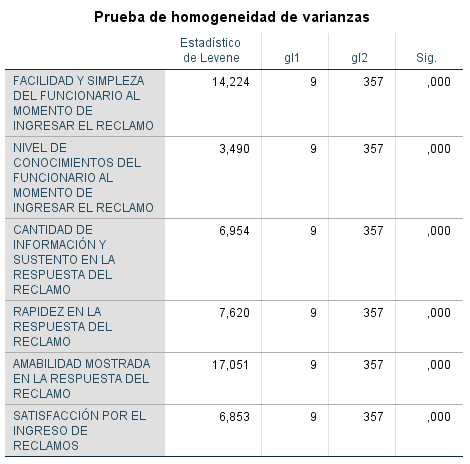 Prueba de homogeneidad de varianzas
Estadístico
de Levene gl1 gl2 Sig.
FACILIDAD Y SIMPLEZA 14,224 9 357 ,000
DEL FUNCIONARIO AL
MOMENTO DE
INGRESAR EL RECLAMO
NIVEL DE 3,490 9 357 ,000
CONOCIMIENTOS DEL
FUNCIONARIO AL
MOMENTO DE
INGRESAR EL RECLAMO
CANTIDAD DE 6,954 9 357 ,000
INFORMACIÓN Y
SUSTENTO EN LA
RESPUESTA DEL
RECLAMO
RAPIDEZ EN LA 7,620 9 357 ,000
RESPUESTA DEL
RECLAMO
AMABILIDAD MOSTRADA 17,051 9 357 ,000
EN LA RESPUESTA DEL
RECLAMO
SATISFACCIÓN POR EL 6,853 9 357 ,000
INGRESO DE
RECLAMOS